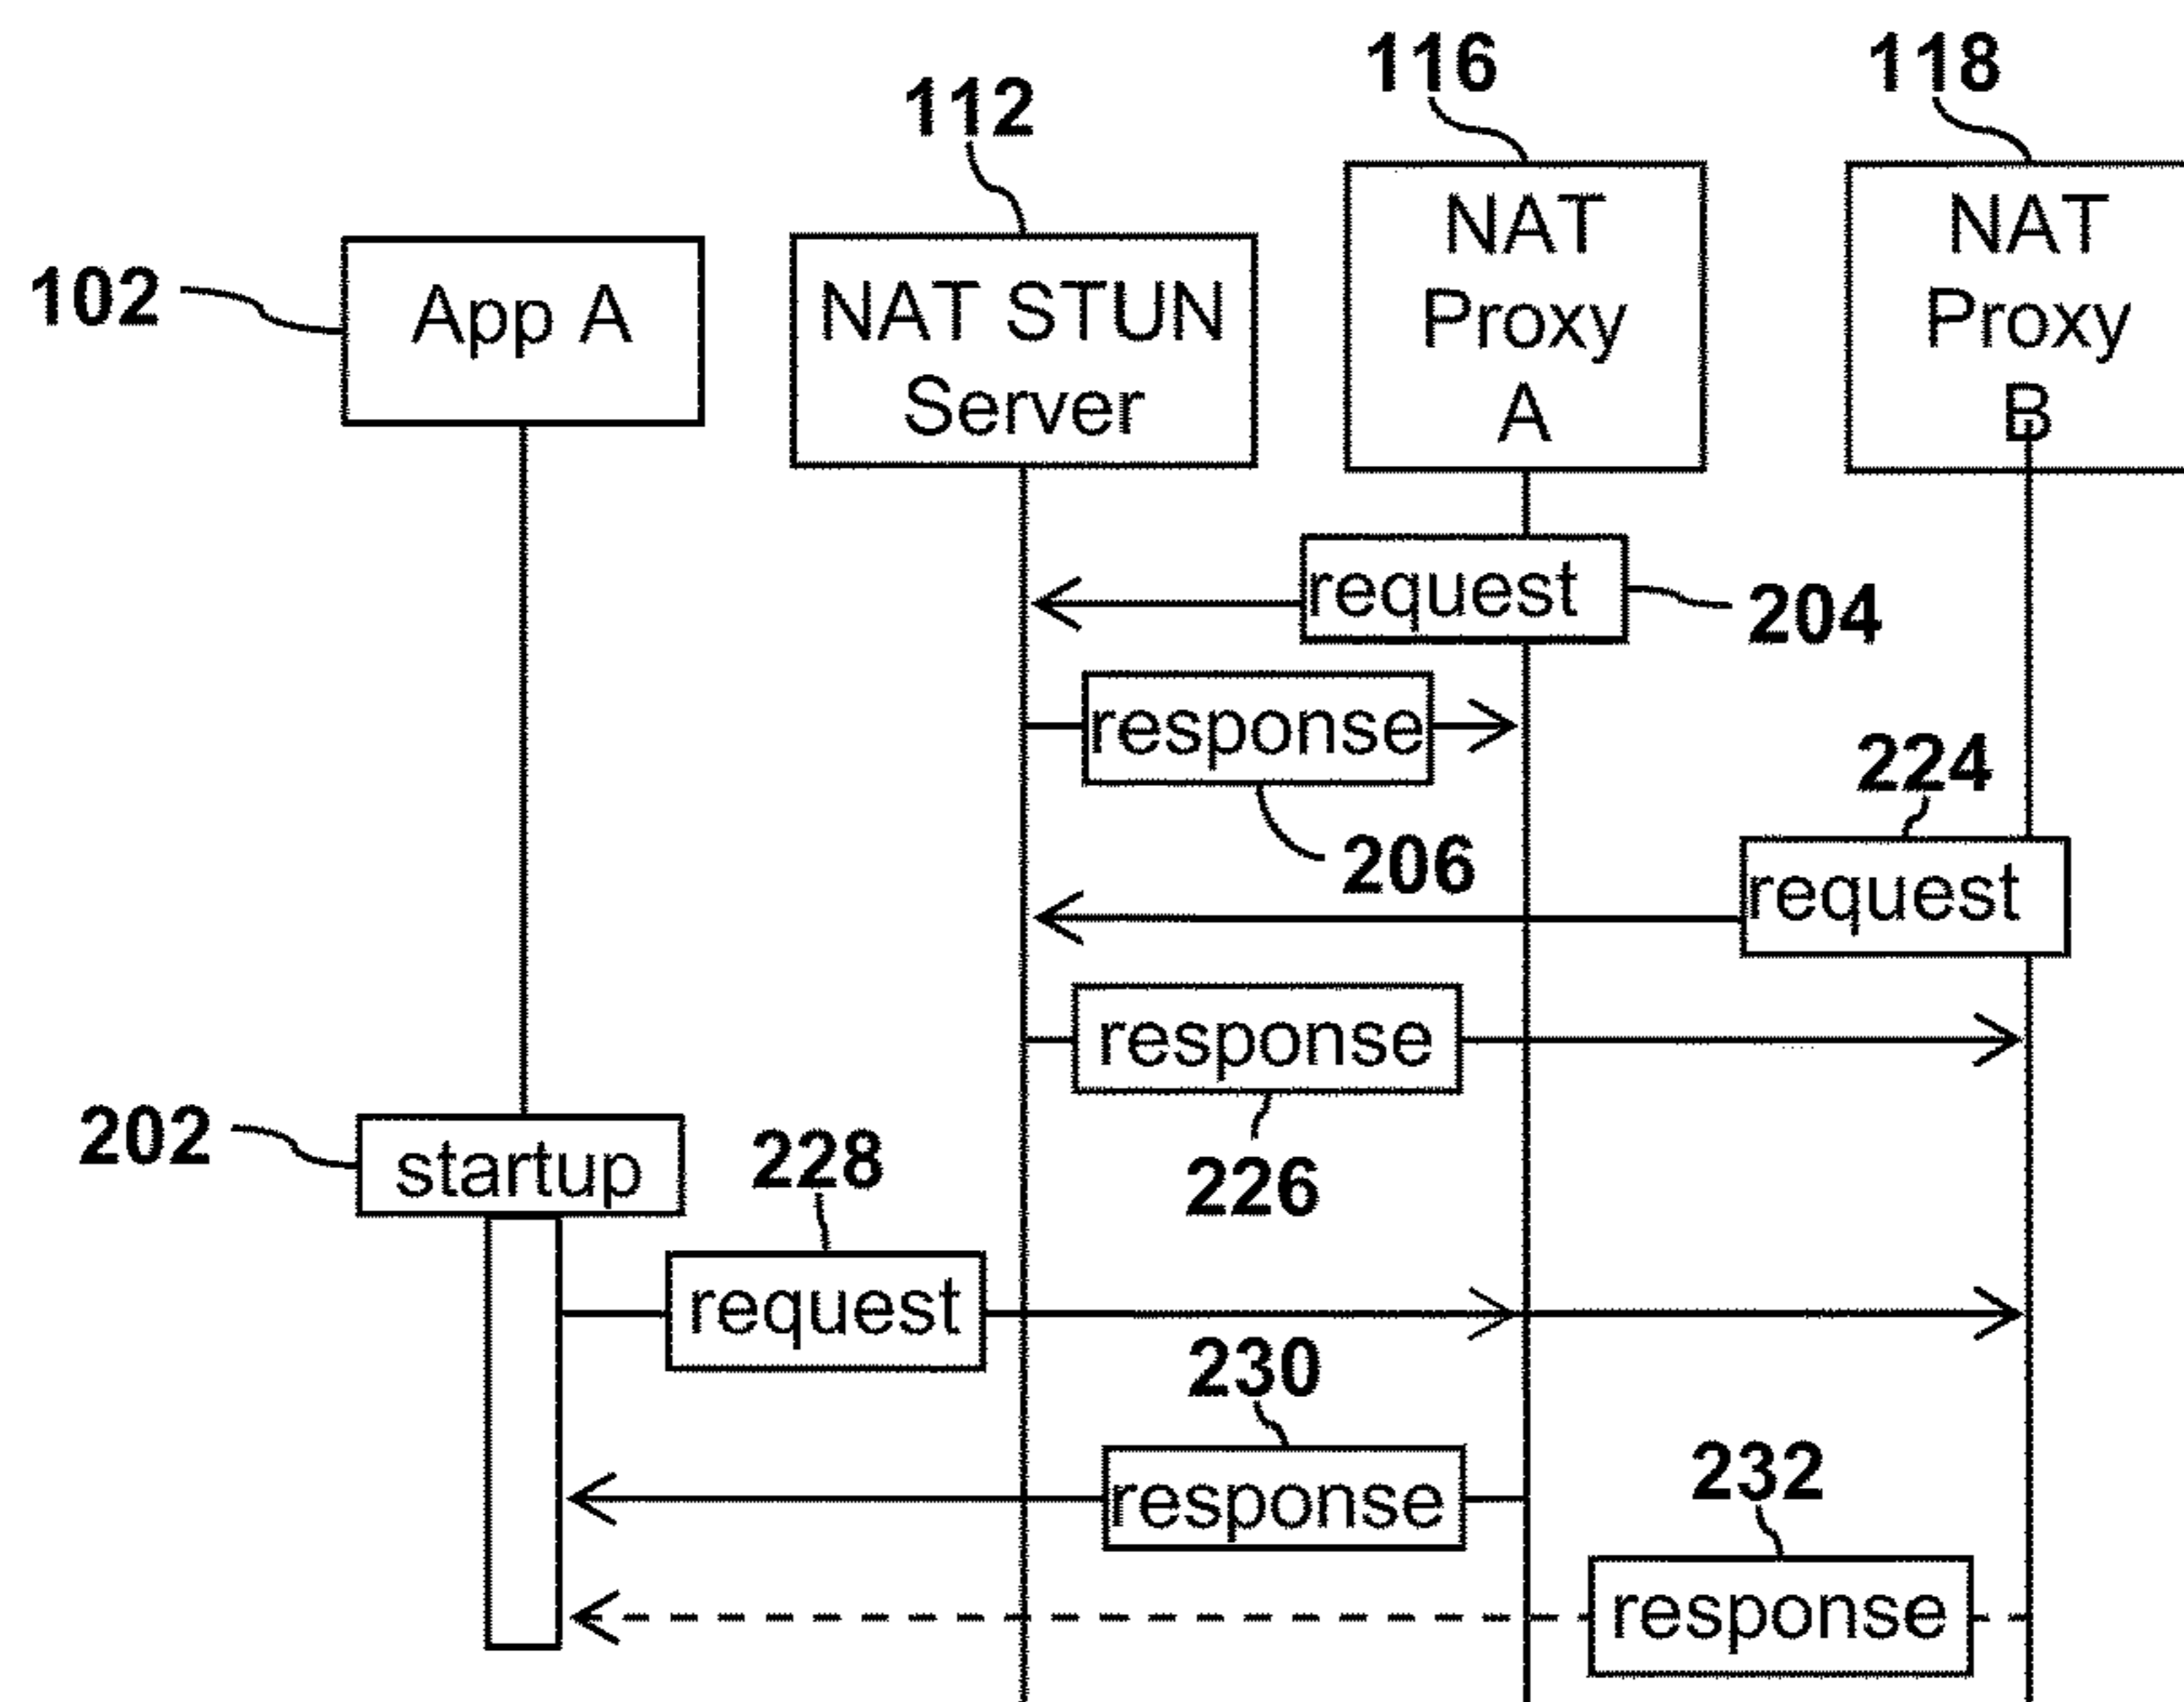 116
118
112
102
App A
NAT STUN
Server
NAT
Proxy
A
NAT
Proxy
B
request
204
response
206
224
request
response
226
202
startup
228
request
230
response
232
response